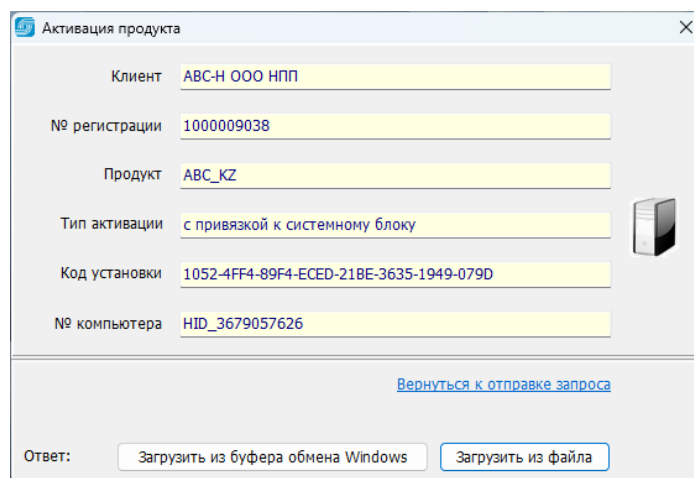 Активация продукта
Клиент АВС-Н ООО НПП
№ регистрации 1000009038
Продукт ABC_KZ
Тип активации с привязкой к системному блоку
Код установки 1052-4FF4-89F4-ECED-21BE-3635-1949-079D
№ компьютера HID_3679057626
Вернуться к отправке запроса
Ответ: Загрузить из буфера обмена Windows Загрузить из файла